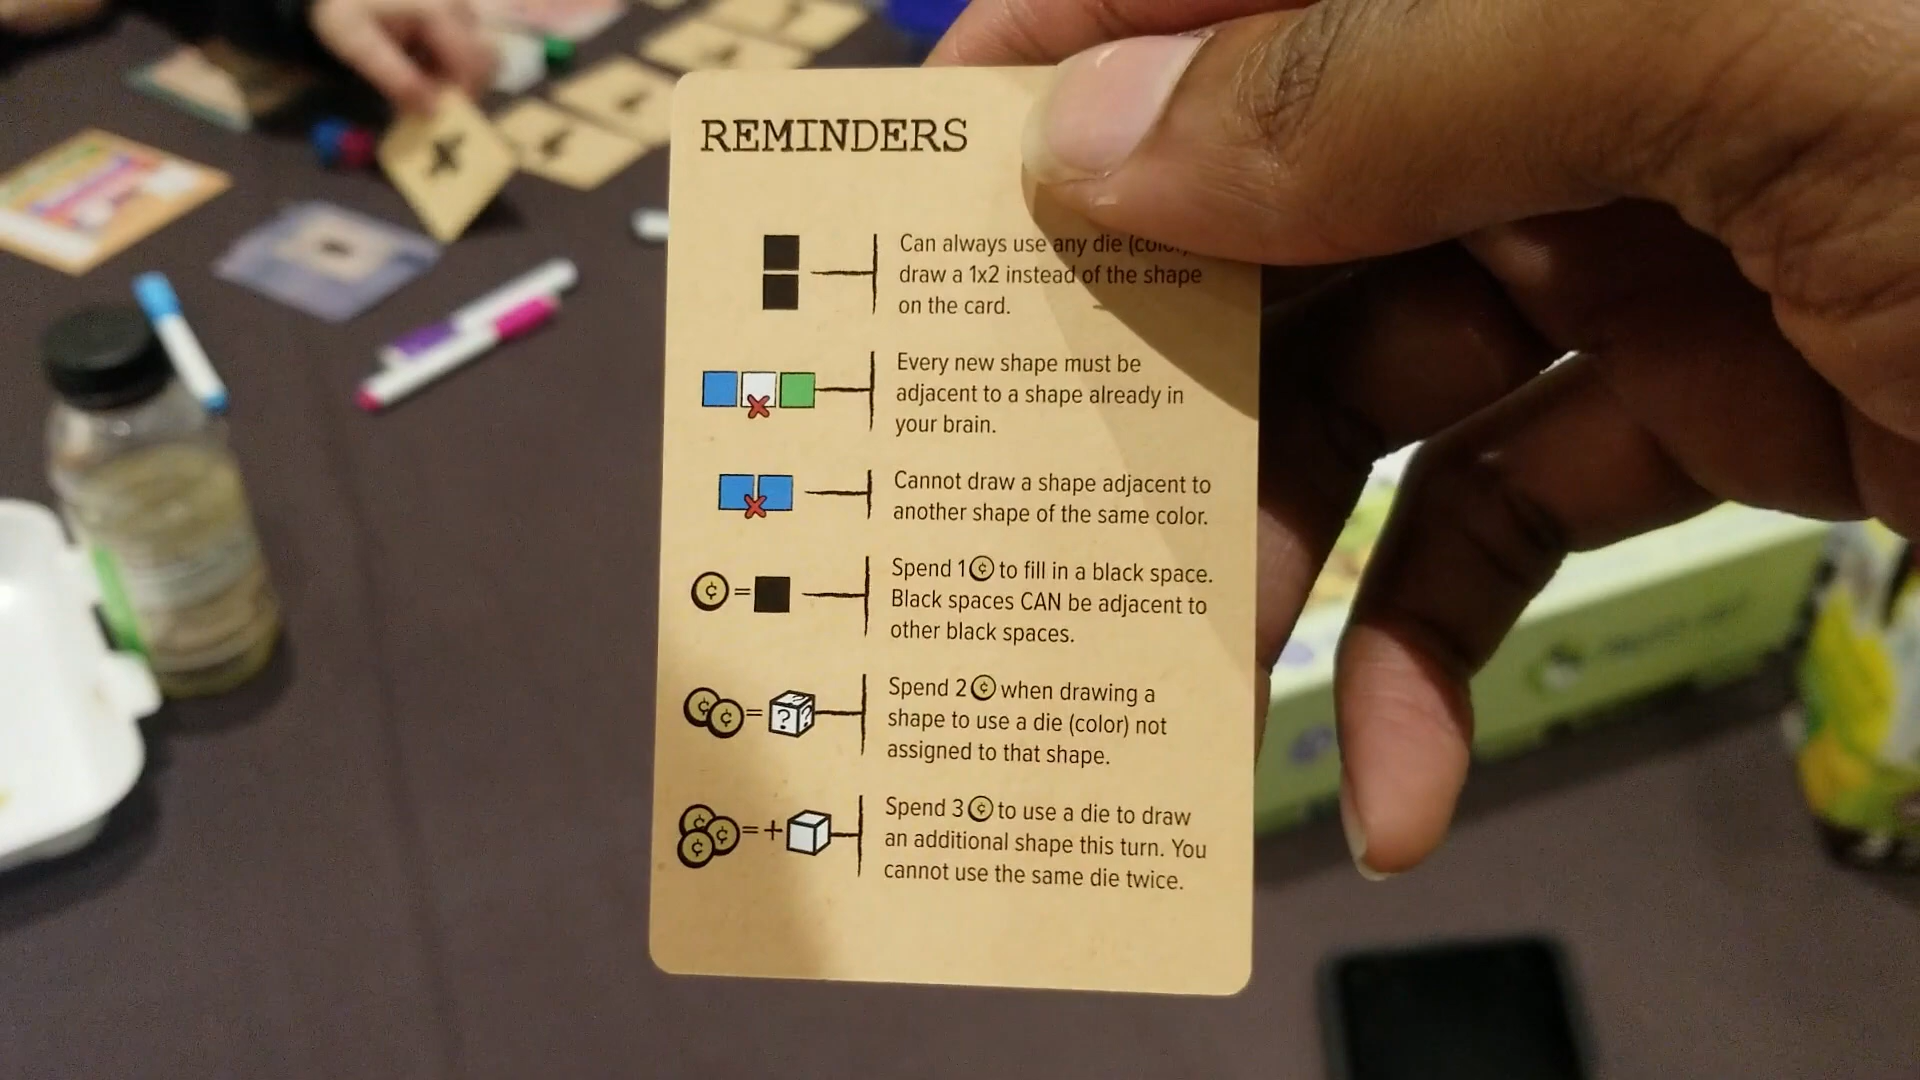 REMINDERS
Can always use any die (color)
draw a 1x2 instead of the shape
on the card.
Every new shape must be
adjacent to a shape already in
your brain.
Cannot draw a shape adjacent to
another shape of the same color.
¢ = Spend 1 ¢ to fill in a black space.
Black spaces CAN be adjacent to
other black spaces.
¢ ¢ = ? ? Spend 2 ¢ when drawing a
shape to use a die (color) not
assigned to that shape.
¢ ¢ ¢ = + Spend 3 ¢ to use a die to draw
an additional shape this turn. You
cannot use the same die twice.